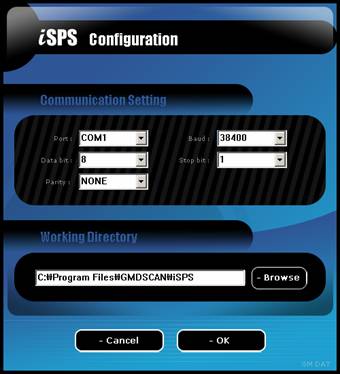 iSPS Configuration
Communication Setting
Port : COM1 Baud : 38400
Data bit : 8 Stop bit : 1
Parity : NONE
Working Directory
C:₩Program Files₩GMDSCAN₩iSPS - Browse
- Cancel - OK
GM DAT